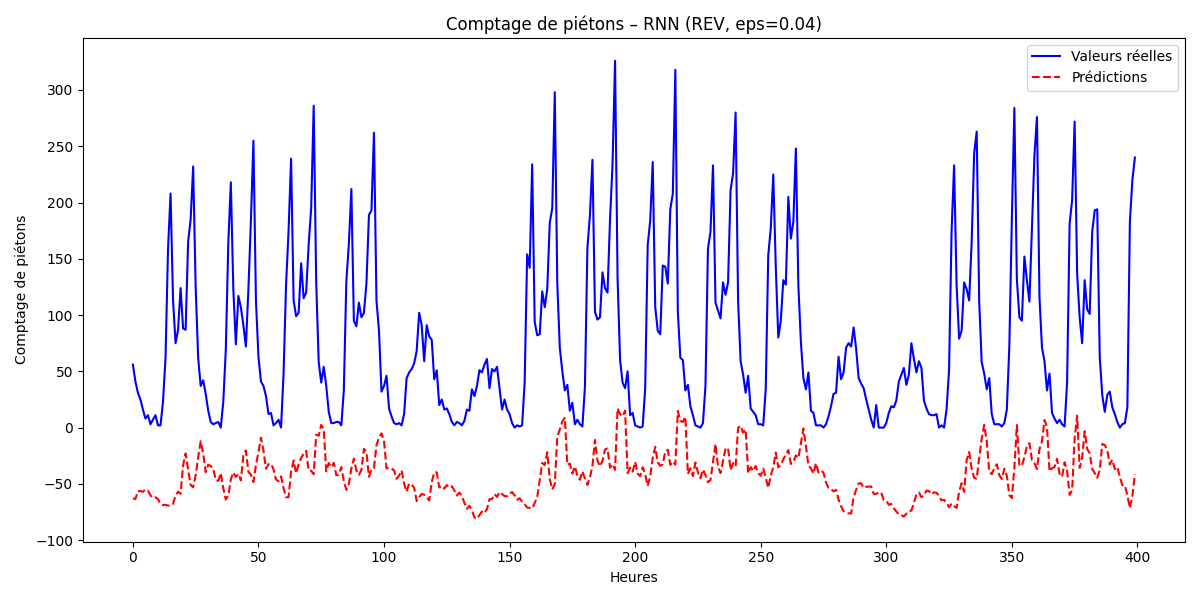 Comptage de piétons – RNN (REV, eps=0.04)
Valeurs réelles
Prédictions
Comptage de piétons
300
250
200
150
100
50
0
−50
−100
0 50 100 150 200 250 300 350 400
Heures